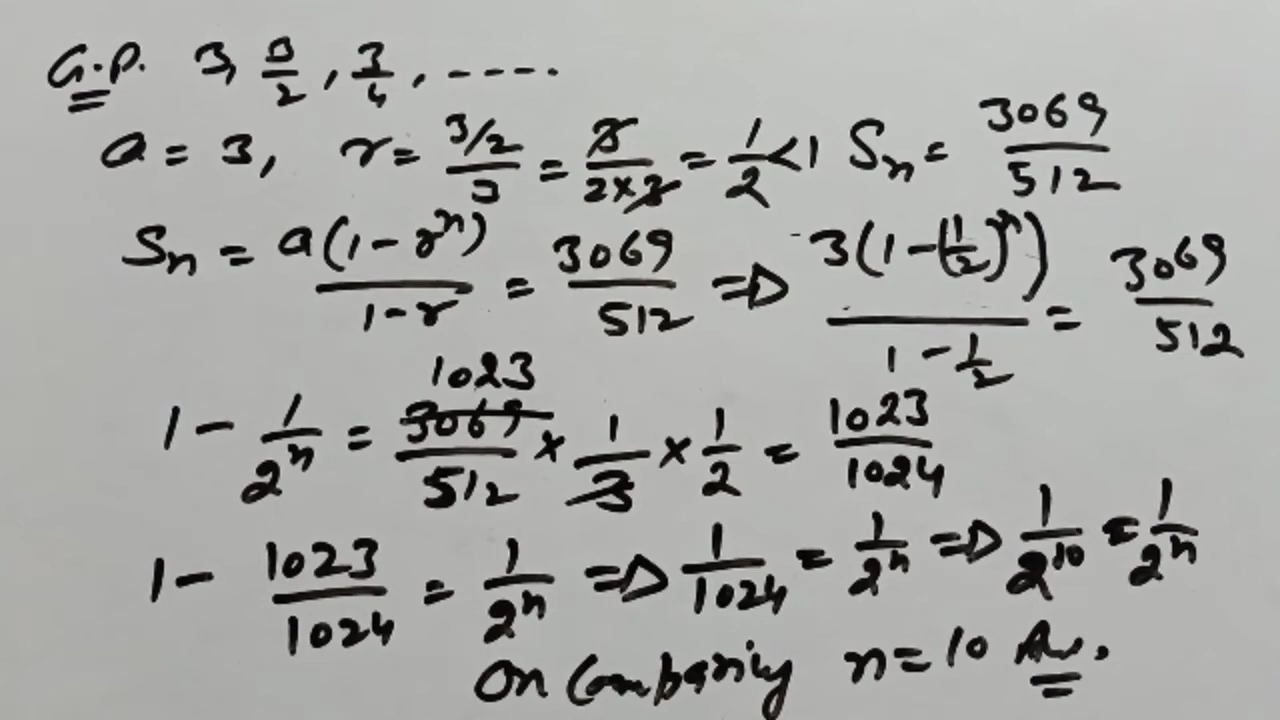 G.P. 3, 3/2, 3/4, -----
a = 3, r = (3/2)/3 = 3/(2×3) = 1/2 < 1 Sn = 3069/512
Sn = a(1-r^n)/(1-r) = 3069/512 ⇒ 3(1-(1/2)^n)/(1-1/2) = 3069/512
1 - 1/2^n = 3069/512 × 1/3 × 1/2 = 1023/1024
1023
1 - 1023/1024 = 1/2^n ⇒ 1/1024 = 1/2^n ⇒ 1/2^10 = 1/2^n
On Comparing n = 10 Ans.